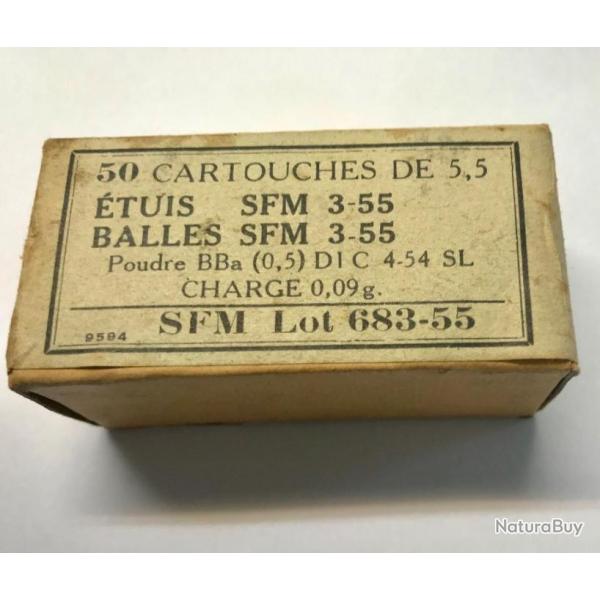 50 CARTOUCHES DE 5,5
ÉTUIS SFM 3-55
BALLES SFM 3-55
Poudre BBa (0,5) D1C 4-54 SL
CHARGE 0,09g.
9594 SFM Lot 683-55
NaturaBuy